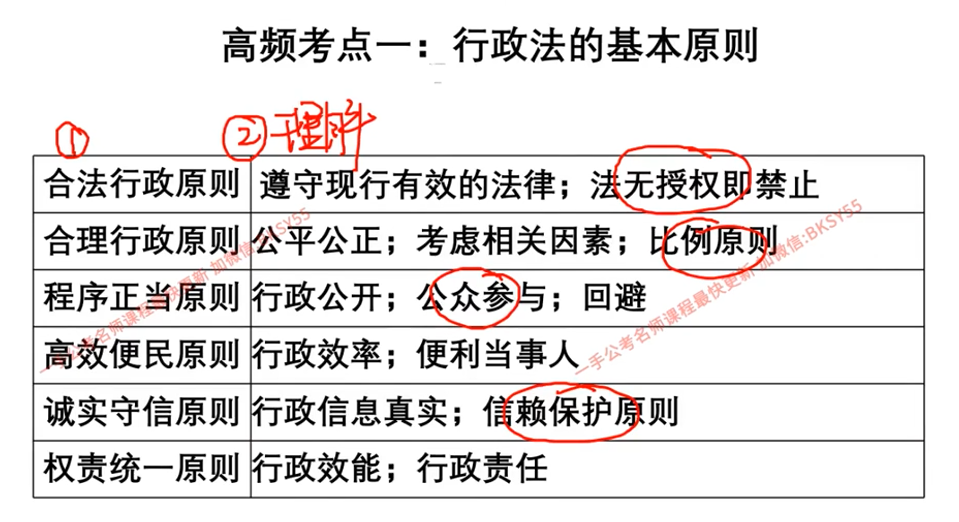 高频考点一：行政法的基本原则
① ②理解
合法行政原则 遵守现行有效的法律；法无授权即禁止
合理行政原则 公平公正；考虑相关因素；比例原则
程序正当原则 行政公开；公众参与；回避
高效便民原则 行政效率；便利当事人
诚实守信原则 行政信息真实；信赖保护原则
权责统一原则 行政效能；行政责任
一手公考名师课程最快更新 加微信:BKSY55
一手公考名师课程最快更新 加微信:BKSY55